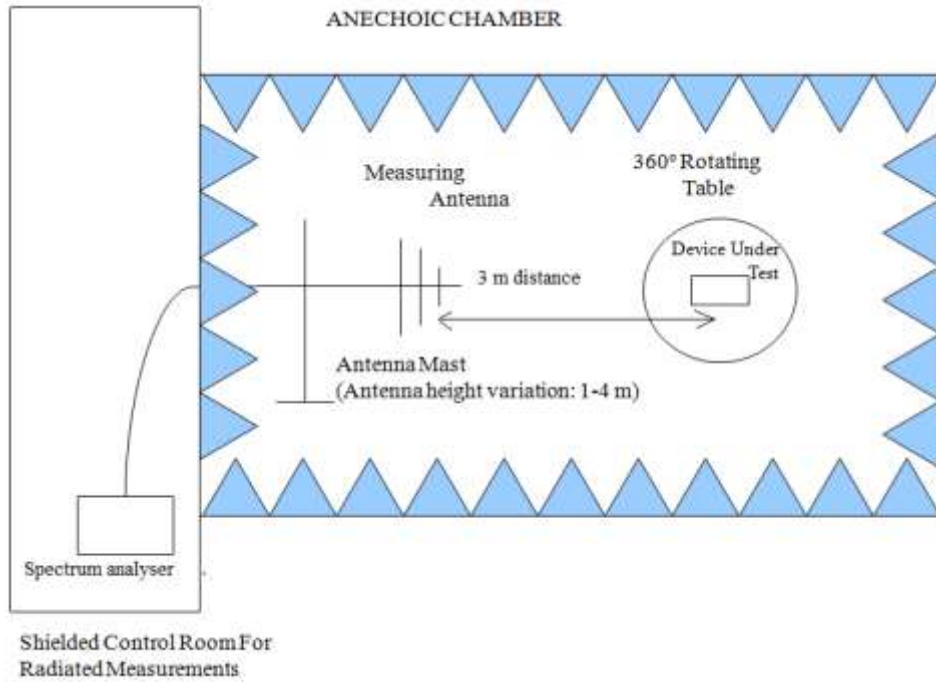 ANECHOIC CHAMBER
Measuring
Antenna
360º Rotating
Table
Device Under
Test
3 m distance
Antenna Mast
(Antenna height variation: 1-4 m)
Spectrum analyser
Shielded Control Room For
Radiated Measurements